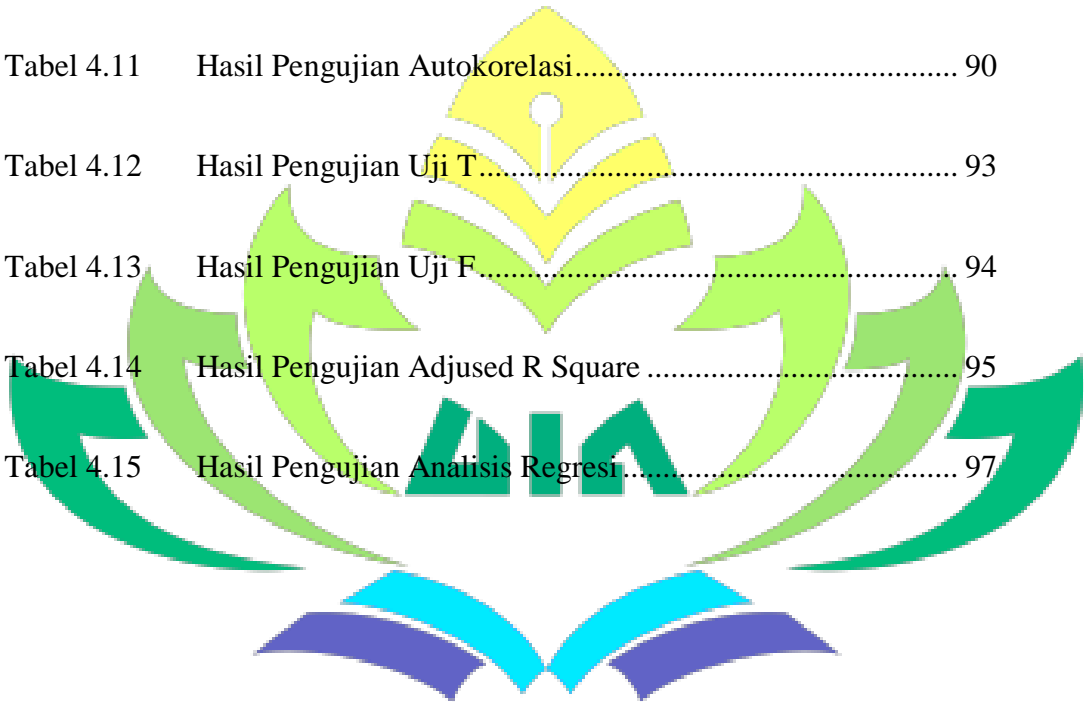 Tabel 4.11 Hasil Pengujian Autokorelasi............................................... 90
Tabel 4.12 Hasil Pengujian Uji T........................................................... 93
Tabel 4.13 Hasil Pengujian Uji F........................................................... 94
Tabel 4.14 Hasil Pengujian Adjused R Square ...................................... 95
Tabel 4.15 Hasil Pengujian Analisis Regresi ......................................... 97